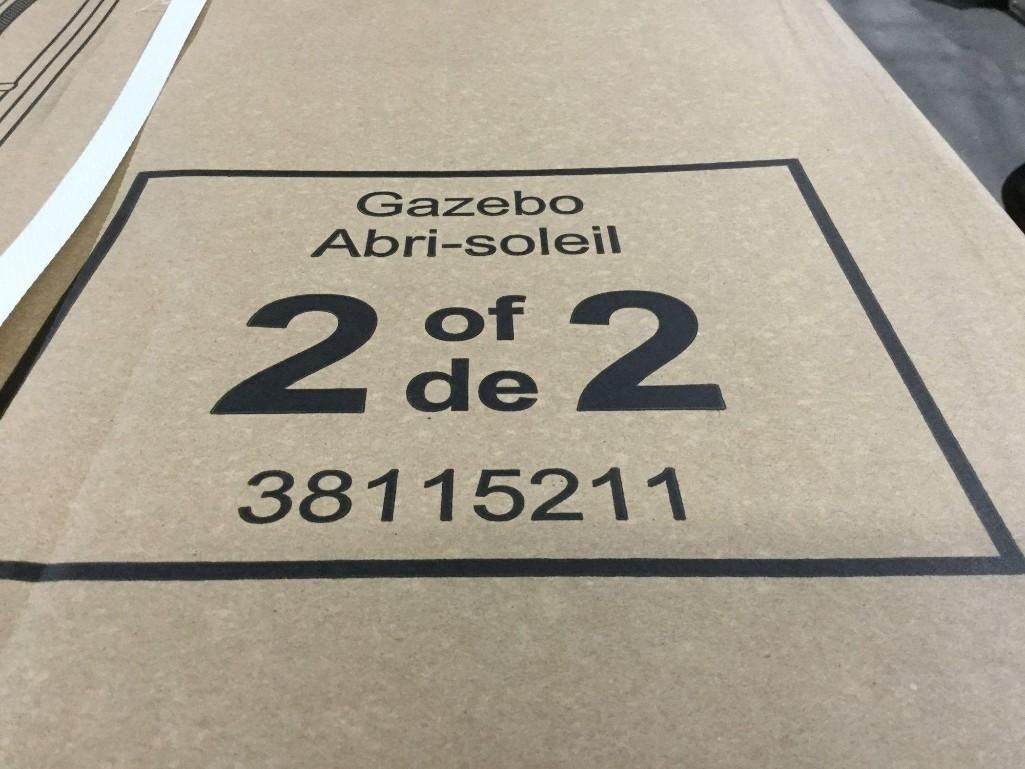 Gazebo
Abri-soleil
2 of de 2
38115211